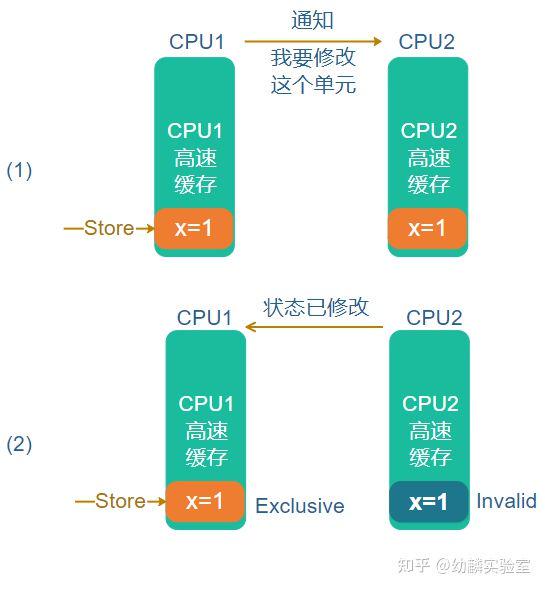 通知
CPU1
CPU2
我要修改
这个单元
CPU1
高速
缓存
CPU2
高速
缓存
(1)
Store
x=1
x=1
状态已修改
CPU1
CPU2
CPU1
高速
缓存
CPU2
高速
缓存
(2)
Store
x=1
Exclusive
x=1
Invalid
知乎 @幼麟实验室